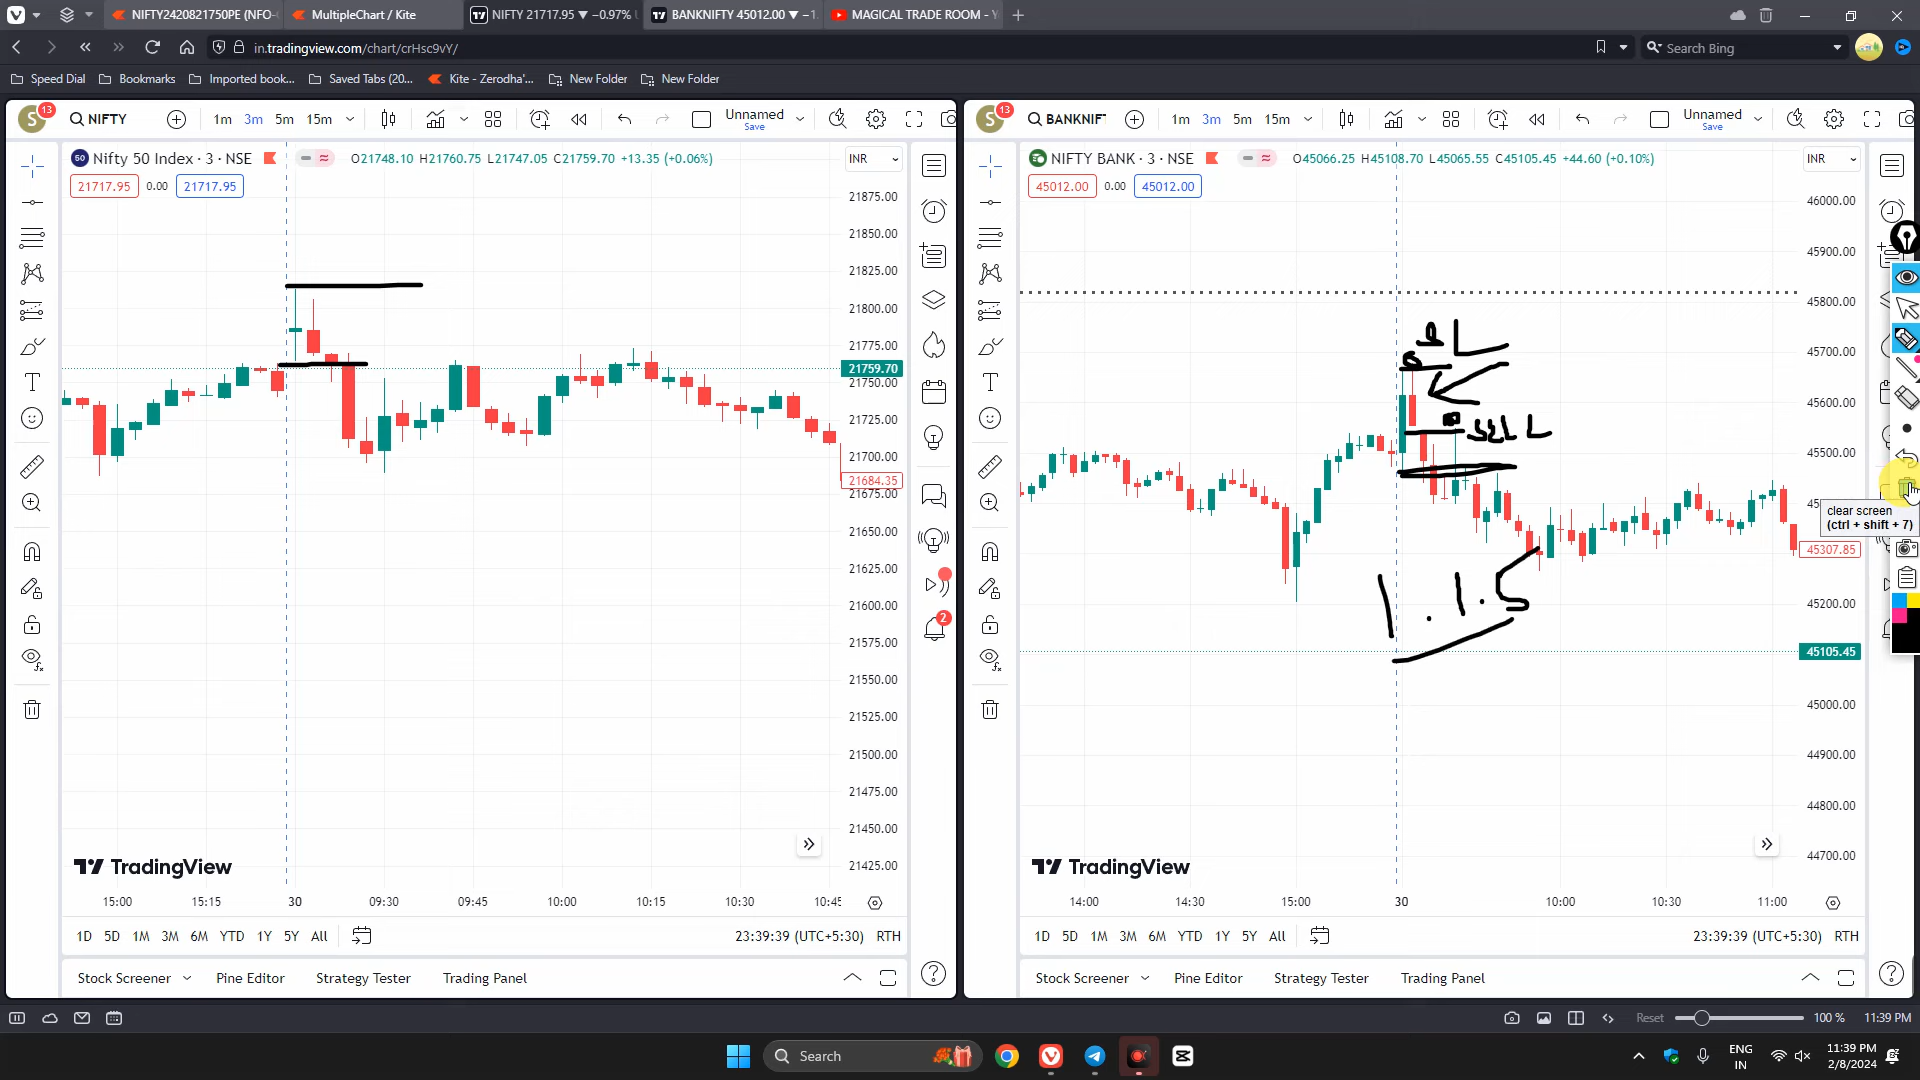 NIFTY2420821750PE (NFO-
MultipleChart / Kite
NIFTY 21717.95 ▼ −0.97%
BANKNIFTY 45012.00 ▼ −1
MAGICAL TRADE ROOM - Y
in.tradingview.com/chart/crHsc9vY/
Search Bing
Speed Dial
Bookmarks
Imported book...
Saved Tabs (20...
Kite - Zerodha'...
New Folder
New Folder
S 13
NIFTY
1m 3m 5m 15m
Unnamed
Save
50 Nifty 50 Index · 3 · NSE
O21748.10 H21760.75 L21747.05 C21759.70 +13.35 (+0.06%)
INR
21717.95 0.00 21717.95
21875.00
21850.00
21825.00
21800.00
21775.00
21759.70
21750.00
21725.00
21700.00
21684.35
21675.00
21650.00
21625.00
21600.00
21575.00
21550.00
21525.00
21500.00
21475.00
21450.00
21425.00
2
TradingView
15:00 15:15 30 09:30 09:45 10:00 10:15 10:30 10:45
1D 5D 1M 3M 6M YTD 1Y 5Y All
23:39:39 (UTC+5:30) RTH
Stock Screener Pine Editor Strategy Tester Trading Panel
S 13
BANKNIF
1m 3m 5m 15m
Unnamed
Save
NIFTY BANK · 3 · NSE
O45066.25 H45108.70 L45065.55 C45105.45 +44.60 (+0.10%)
INR
45012.00 0.00 45012.00
46000.00
45900.00
45800.00
45700.00
45600.00
45500.00
45307.85
45200.00
45105.45
45000.00
44900.00
44800.00
44700.00
SELL
1.1.5
clear screen
(ctrl + shift + 7)
TradingView
14:00 14:30 15:00 30 10:00 10:30 11:00
1D 5D 1M 3M 6M YTD 1Y 5Y All
23:39:39 (UTC+5:30) RTH
Stock Screener Pine Editor Strategy Tester Trading Panel
Reset 100 % 11:39 PM
Search
ENG
IN
11:39 PM
2/8/2024